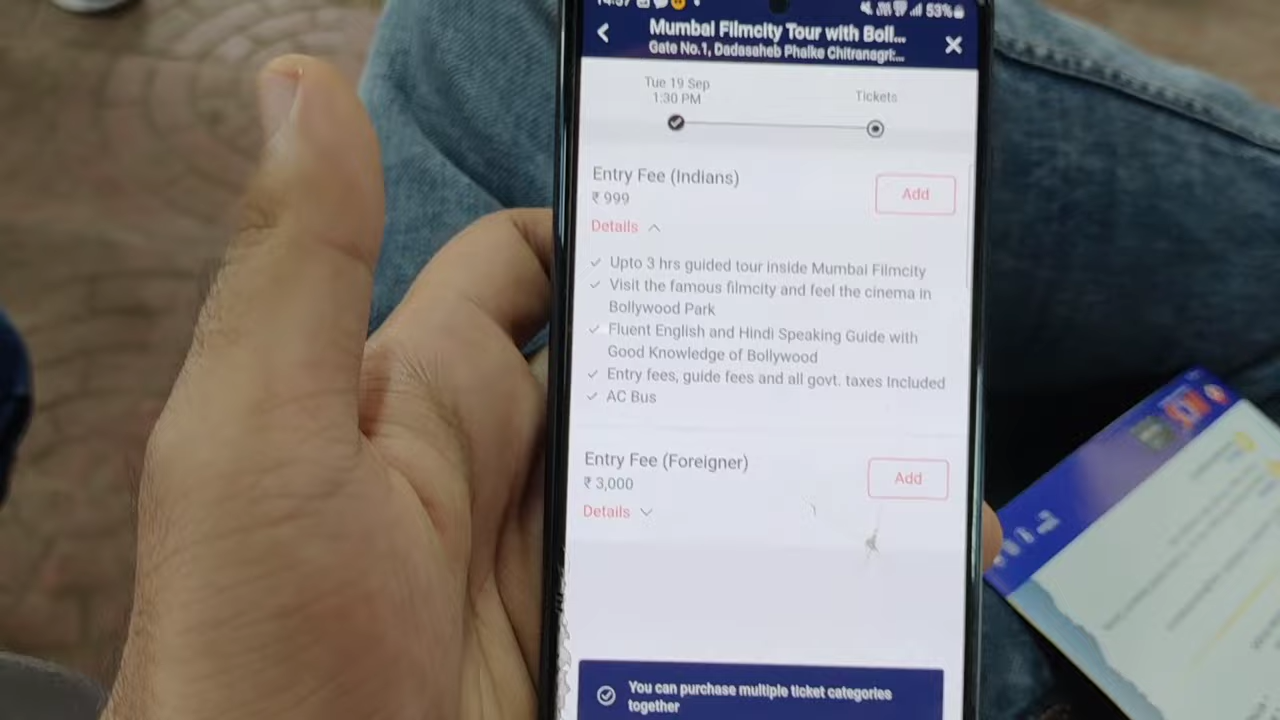 53%
Mumbai Filmcity Tour with Boll...
Gate No.1, Dadasaheb Phalke Chitranagri:...
Tue 19 Sep
1:30 PM
Tickets
Entry Fee (Indians)
₹ 999
Add
Details
Upto 3 hrs guided tour inside Mumbai Filmcity
Visit the famous filmcity and feel the cinema in
Bollywood Park
Fluent English and Hindi Speaking Guide with
Good Knowledge of Bollywood
Entry fees, guide fees and all govt. taxes Included
AC Bus
Entry Fee (Foreigner)
₹ 3,000
Add
Details
You can purchase multiple ticket categories
together